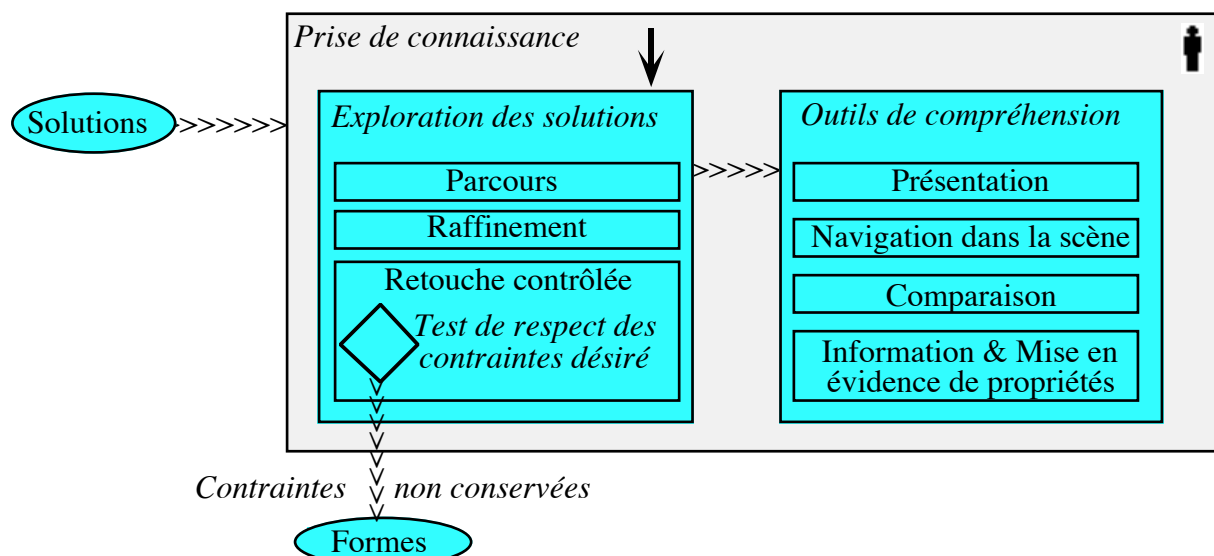 Prise de connaissance
Solutions
>>>>>>
Exploration des solutions
Parcours
Raffinement
Retouche contrôlée
Test de respect des
contraintes désiré
>>>>>
Outils de compréhension
Présentation
Navigation dans la scène
Comparaison
Information & Mise en
évidence de propriétés
Contraintes non conservées
Formes